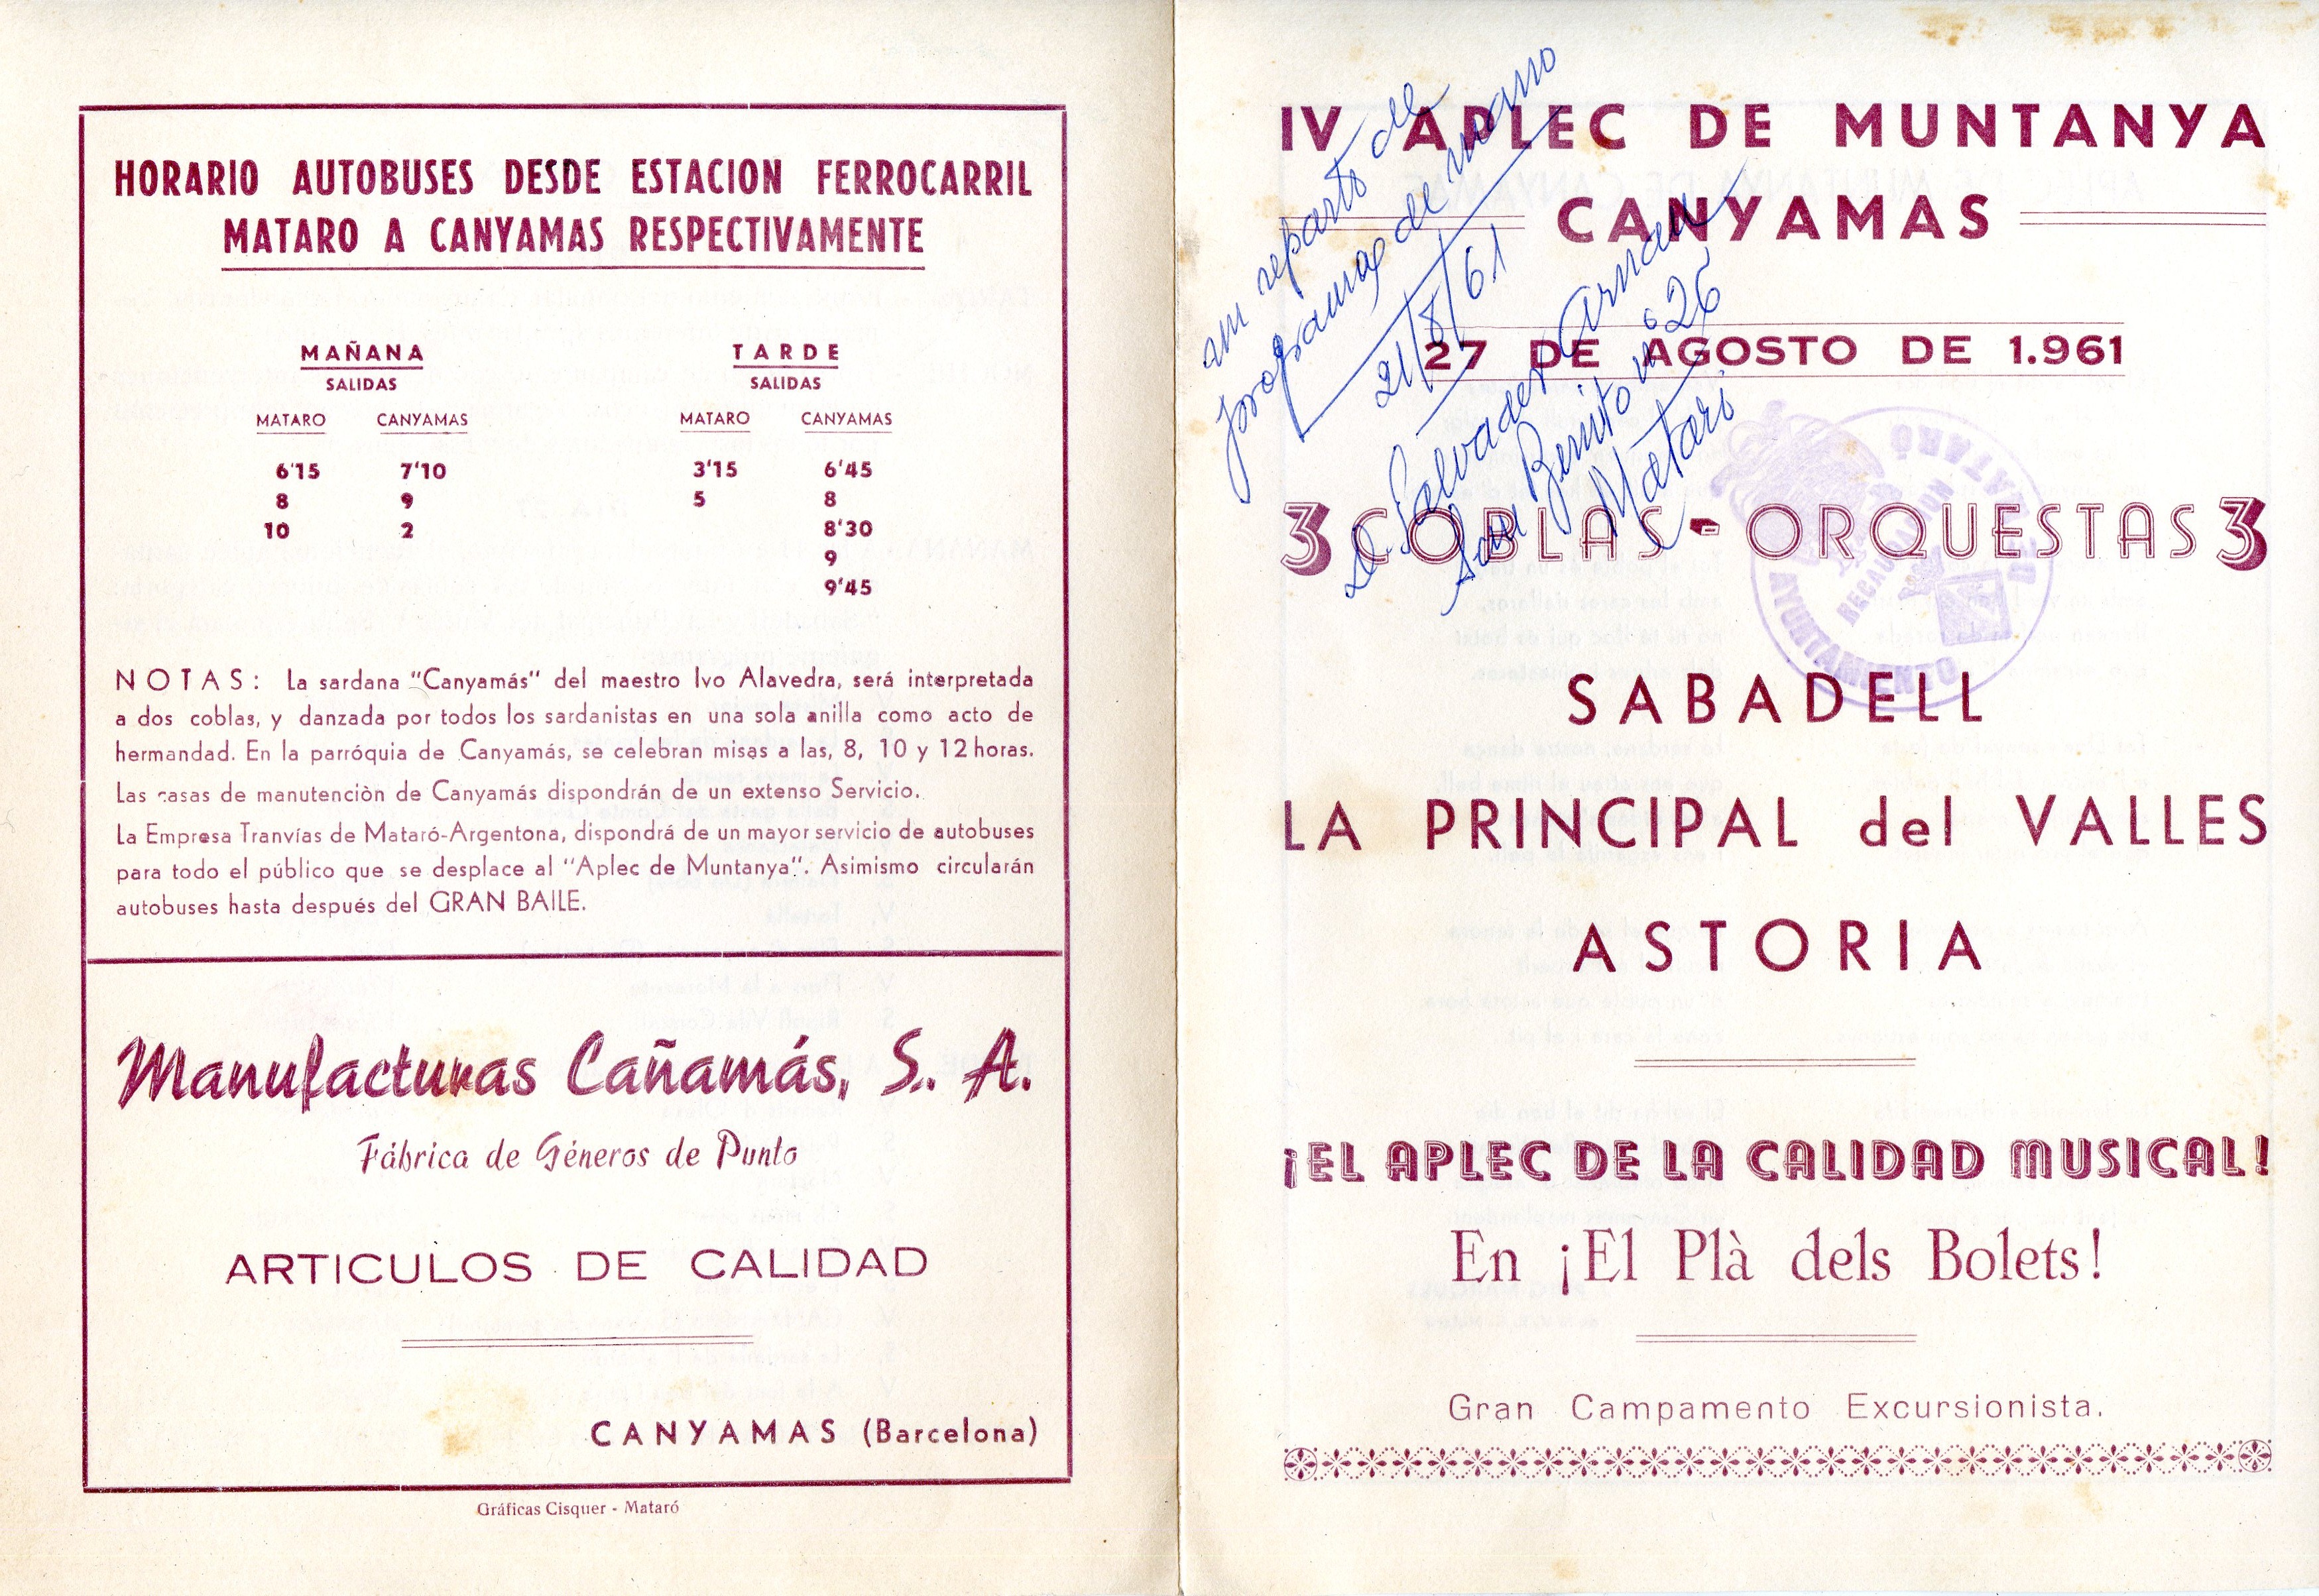 HORARIO AUTOBUSES DESDE ESTACION FERROCARRIL
MATARO A CANYAMAS RESPECTIVAMENTE
MAÑANA
SALIDAS
MATARO CANYAMAS
6'15 7'10
8 9
10 2
TARDE
SALIDAS
MATARO CANYAMAS
3'15 6'45
5 8
8'30
9
9'45
NOTAS: La sardana "Canyamás" del maestro Ivo Alavedra, será interpretada
a dos coblas, y danzada por todos los sardanistas en una sola anilla como acto de
hermandad. En la parróquia de Canyamás, se celebran misas a las, 8, 10 y 12 horas.
Las casas de manutenciòn de Canyamás dispondrán de un extenso Servicio.
La Empresa Tranvías de Mataró-Argentona, dispondrá de un mayor servicio de autobuses
para todo el público que se desplace al "Aplec de Muntanya". Asimismo circularán
autobuses hasta después del GRAN BAILE.
Manufacturas Cañamás, S. A.
Fábrica de Géneros de Punto
ARTICULOS DE CALIDAD
CANYAMAS (Barcelona)
Gráficas Cisquer - Mataró
IV APLEC DE MUNTANYA
CANYAMAS
27 DE AGOSTO DE 1.961
un reparto de
programas de mano
21/8/61
D. Salvador Arnau
San Benito nº 26
Mataró
3 COBLAS - ORQUESTAS 3
AYUNTAMIENTO DE MATARO
RECAUDACION
SABADELL
LA PRINCIPAL del VALLES
ASTORIA
¡EL APLEC DE LA CALIDAD MUSICAL!
En ¡El Plà dels Bolets!
Gran Campamento Excursionista.